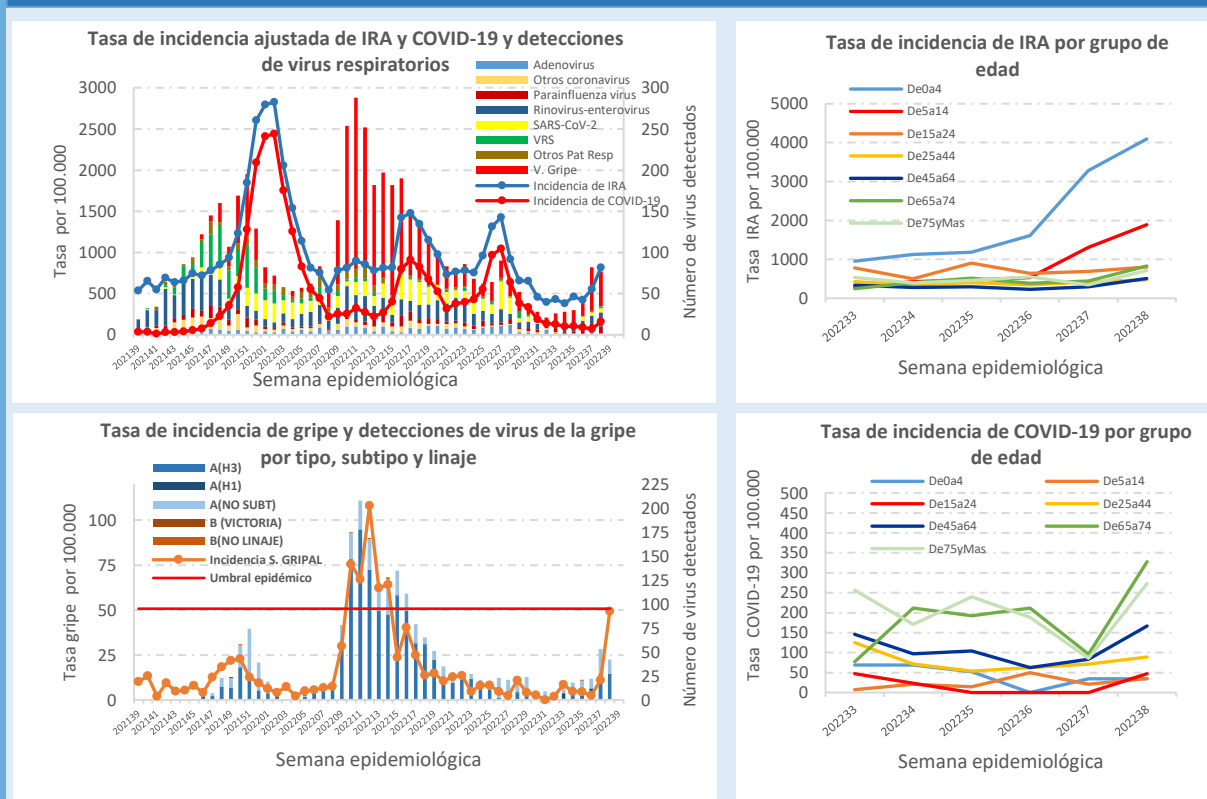 Tasa de incidencia ajustada de IRA y COVID-19 y detecciones
de virus respiratorios
Adenovirus
Otros coronavirus
Parainfluenza virus
Rinovirus-enterovirus
SARS-CoV-2
VRS
Otros Pat Resp
V. Gripe
Incidencia de IRA
Incidencia de COVID-19
Tasa por 100.000
3000
2500
2000
1500
1000
500
0
300
250
200
150
100
50
0
Número de virus detectados
202139
202141
202143
202145
202147
202149
202151
202201
202203
202205
202207
202209
202211
202213
202215
202217
202219
202221
202223
202225
202227
202229
202231
202233
202235
202237
202239
Semana epidemiológica
Tasa de incidencia de IRA por grupo de
edad
De0a4
De5a14
De15a24
De25a44
De45a64
De65a74
De75yMas
Tasa IRA por 100.000
5000
4000
3000
2000
1000
0
202233
202234
202235
202236
202237
202238
Semana epidemiológica
Tasa de incidencia de gripe y detecciones de virus de la gripe
por tipo, subtipo y linaje
A(H3)
A(H1)
A(NO SUBT)
B (VICTORIA)
B(NO LINAJE)
Incidencia S. GRIPAL
Umbral epidémico
Tasa gripe por 100.000
100
75
50
25
0
225
200
175
150
125
100
75
50
25
0
Número de virus detectados
202139
202141
202143
202145
202147
202149
202151
202201
202203
202205
202207
202209
202211
202213
202215
202217
202219
202221
202223
202225
202227
202229
202231
202233
202235
202237
202239
Semana epidemiológica
Tasa de incidencia de COVID-19 por grupo
de edad
De0a4
De5a14
De15a24
De25a44
De45a64
De65a74
De75yMas
Tasa COVID-19 por 100.000
500
450
400
350
300
250
200
150
100
50
0
202233
202234
202235
202236
202237
202238
Semana epidemiológica